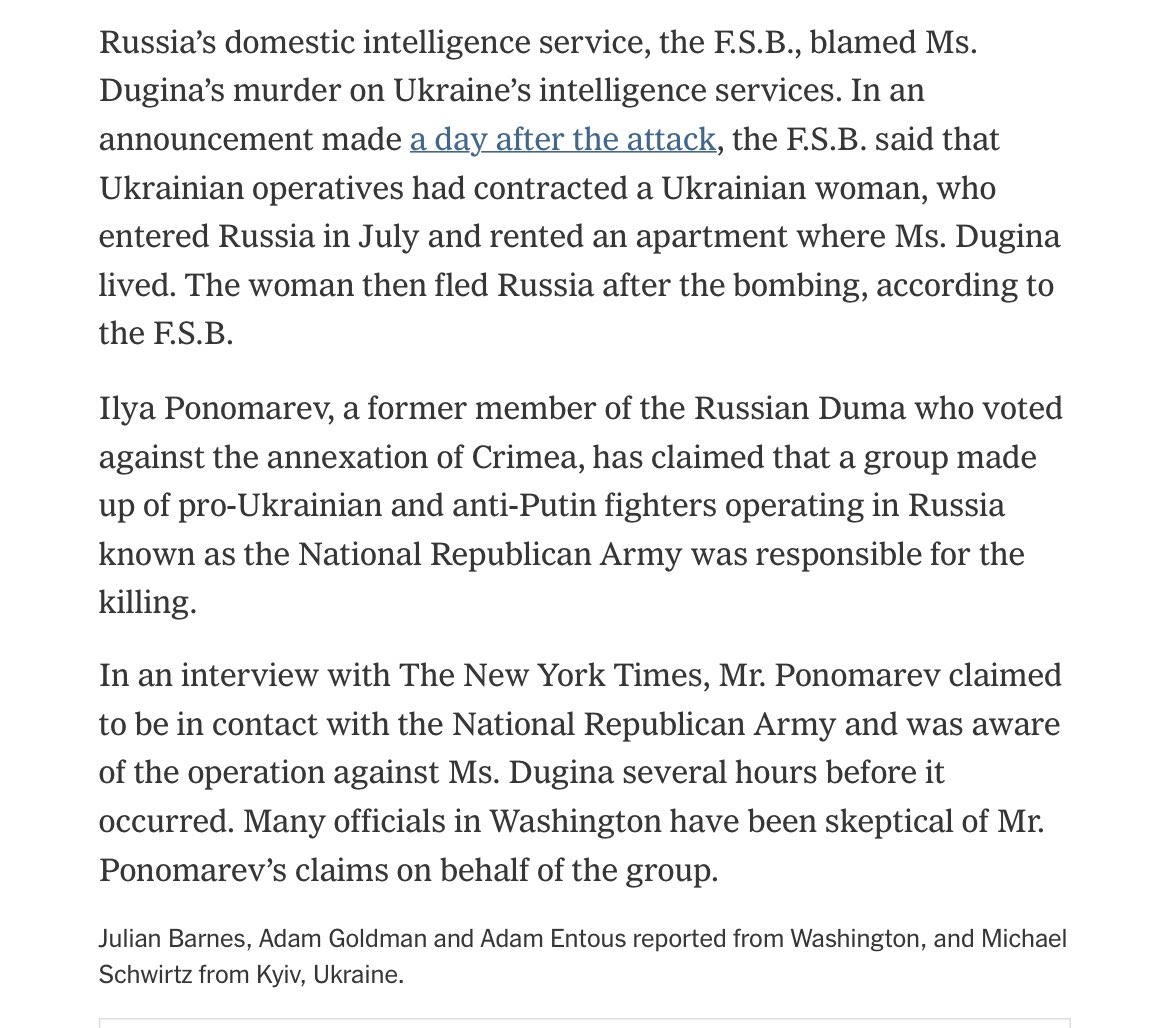 Russia’s domestic intelligence service, the F.S.B., blamed Ms.
Dugina’s murder on Ukraine’s intelligence services. In an
announcement made a day after the attack, the F.S.B. said that
Ukrainian operatives had contracted a Ukrainian woman, who
entered Russia in July and rented an apartment where Ms. Dugina
lived. The woman then fled Russia after the bombing, according to
the F.S.B.
Ilya Ponomarev, a former member of the Russian Duma who voted
against the annexation of Crimea, has claimed that a group made
up of pro-Ukrainian and anti-Putin fighters operating in Russia
known as the National Republican Army was responsible for the
killing.
In an interview with The New York Times, Mr. Ponomarev claimed
to be in contact with the National Republican Army and was aware
of the operation against Ms. Dugina several hours before it
occurred. Many officials in Washington have been skeptical of Mr.
Ponomarev’s claims on behalf of the group.
Julian Barnes, Adam Goldman and Adam Entous reported from Washington, and Michael
Schwirtz from Kyiv, Ukraine.